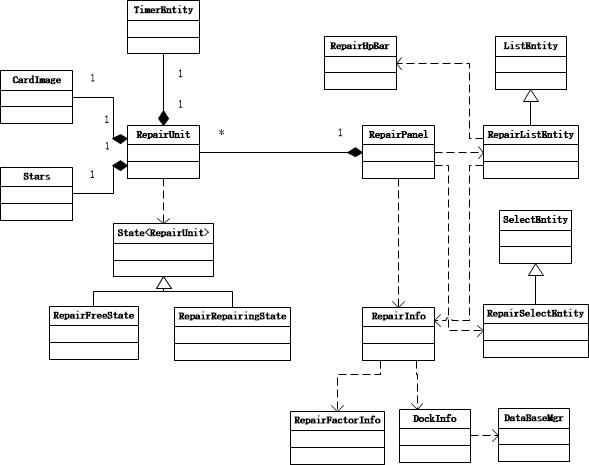 TimerEntity
RepairHpBar
ListEntity
CardImage
1
1
1
1
RepairUnit
*
1
RepairPanel
RepairListEntity
1
Stars
1
SelectEntity
State<RepairUnit>
RepairFreeState
RepairRepairingState
RepairInfo
RepairSelectEntity
RepairFactorInfo
DockInfo
DataBaseMgr